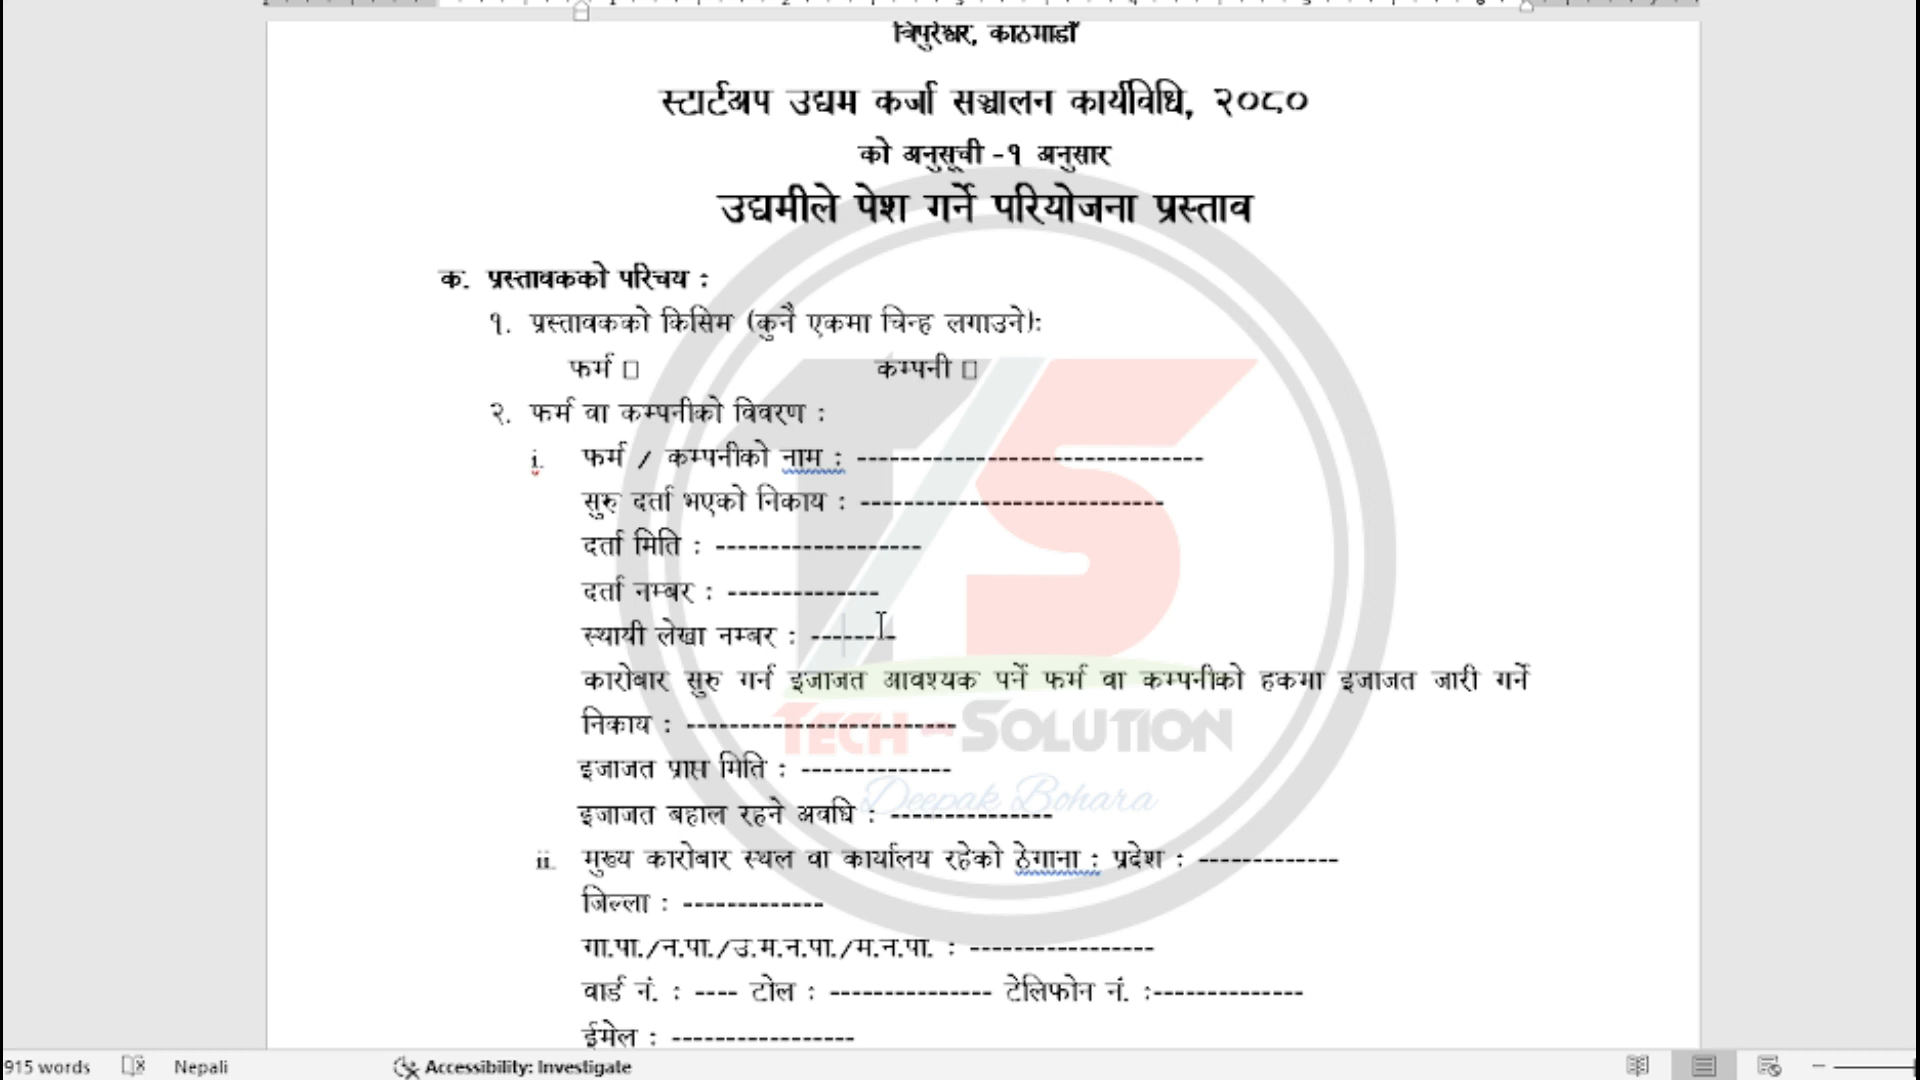 त्रिपुरेश्वर, काठमाडौँ
स्टार्टअप उद्यम कर्जा सञ्चालन कार्यविधि, २०८०
को अनुसूची -१ अनुसार
उद्यमीले पेश गर्ने परियोजना प्रस्ताव
क. प्रस्तावकको परिचय :
१. प्रस्तावकको किसिम (कुनै एकमा चिन्ह लगाउने):
फर्म □ कम्पनी □
२. फर्म वा कम्पनीको विवरण :
i. फर्म / कम्पनीको नाम : --------------------------------
सुरु दर्ता भएको निकाय : ----------------------------
दर्ता मिति : -------------------
दर्ता नम्बर : --------------
स्थायी लेखा नम्बर : --------
कारोबार सुरु गर्न इजाजत आवश्यक पर्ने फर्म वा कम्पनीको हकमा इजाजत जारी गर्ने
निकाय : -------------------------
TECH-SOLUTION
इजाजत प्राप्त मिति : --------------
Deepak Bohara
इजाजत बहाल रहने अवधि : ---------------
ii. मुख्य कारोबार स्थल वा कार्यालय रहेको ठेगाना : प्रदेश : -------------
जिल्ला : -------------
गा.पा./न.पा./उ.म.न.पा./म.न.पा. : -----------------
वार्ड नं. : ---- टोल : --------------- टेलिफोन नं. :--------------
ईमेल : -----------------
915 words Nepali Accessibility: Investigate